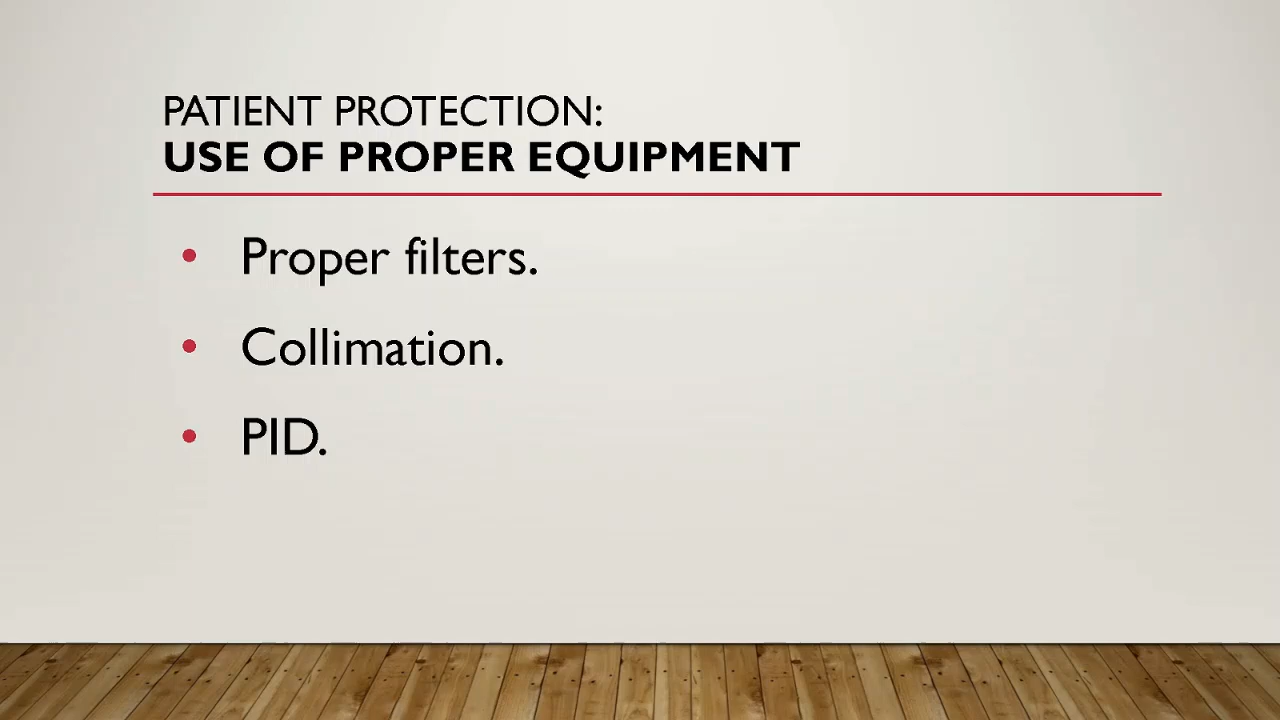 PATIENT PROTECTION:
USE OF PROPER EQUIPMENT
• Proper filters.
• Collimation.
• PID.